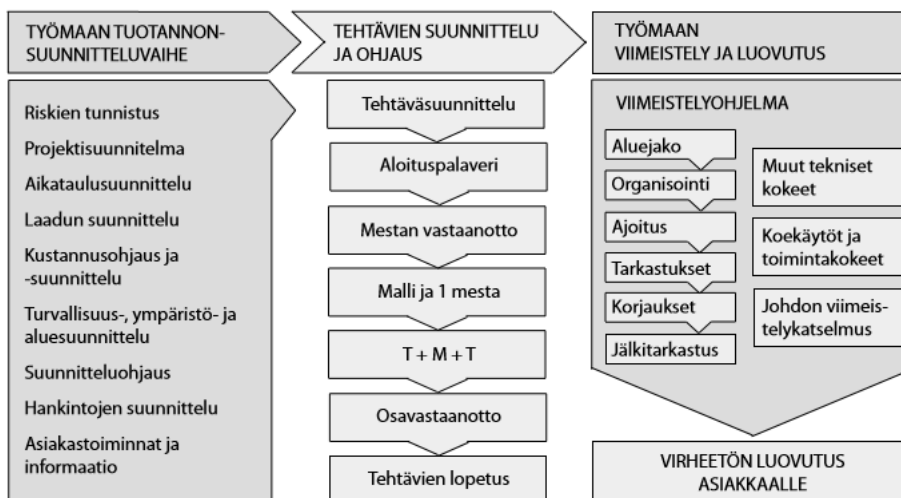 TYÖMAAN TUOTANNON-
SUUNNITTELUVAIHE
Riskien tunnistus
Projektisuunnitelma
Aikataulusuunnittelu
Laadun suunnittelu
Kustannusohjaus ja
-suunnittelu
Turvallisuus-, ympäristö- ja
aluesuunnittelu
Suunnitteluohjaus
Hankintojen suunnittelu
Asiakastoiminnat ja
informaatio
TEHTÄVIEN SUUNNITTELU
JA OHJAUS
Tehtäväsuunnittelu
Aloituspalaveri
Mestan vastaanotto
Malli ja 1 mesta
T + M + T
Osavastaanotto
Tehtävien lopetus
TYÖMAAN
VIIMEISTELY JA LUOVUTUS
VIIMEISTELYOHJELMA
Aluejako
Organisointi
Ajoitus
Tarkastukset
Korjaukset
Jälkitarkastus
Muut tekniset
kokeet
Koekäytöt ja
toimintakokeet
Johdon viimeis-
telykatselmus
VIRHEETÖN LUOVUTUS
ASIAKKAALLE